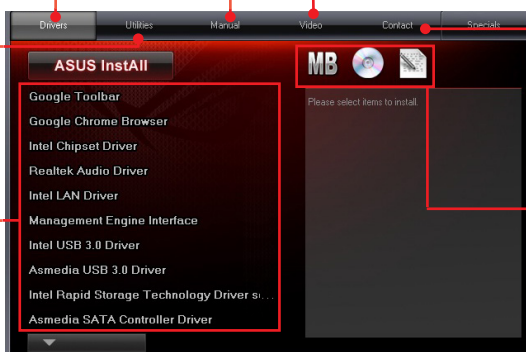 Drivers Utilities Manual Video Contact Specials
ASUS InstAll
MB
Please select items to install.
Google Toolbar
Google Chrome Browser
Intel Chipset Driver
Realtek Audio Driver
Intel LAN Driver
Management Engine Interface
Intel USB 3.0 Driver
Asmedia USB 3.0 Driver
Intel Rapid Storage Technology Driver s...
Asmedia SATA Controller Driver